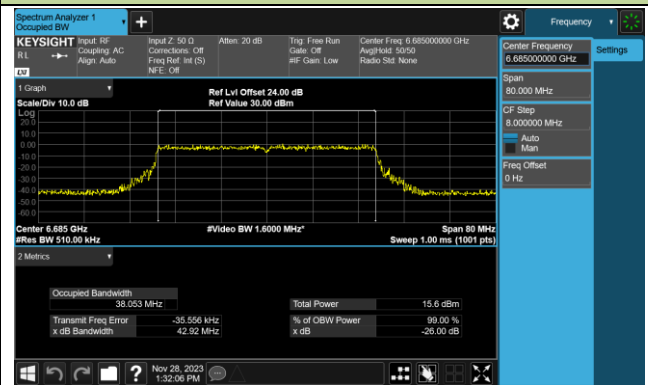 Spectrum Analyzer 1
Occupied BW
Frequency
KEYSIGHT Input: RF
Coupling: AC
Align: Auto
Input Z: 50 Ω
Corrections: Off
Freq Ref: Int (S)
NFE: Off
Atten: 20 dB
Trig: Free Run
Gate: Off
#IF Gain: Low
Center Freq: 6.685000000 GHz
Avg|Hold: 50/50
Radio Std: None
RL
LXI
Center Frequency
6.685000000 GHz
Settings
Span
80.000 MHz
CF Step
8.000000 MHz
Auto
Man
Freq Offset
0 Hz
1 Graph
Scale/Div 10.0 dB
Ref Lvl Offset 24.00 dB
Ref Value 30.00 dBm
Log
20.0
10.0
0.00
-10.0
-20.0
-30.0
-40.0
-50.0
-60.0
Center 6.685 GHz
#Res BW 510.00 kHz
#Video BW 1.6000 MHz*
Span 80 MHz
Sweep 1.00 ms (1001 pts)
2 Metrics
Occupied Bandwidth
38.053 MHz
Total Power 15.6 dBm
Transmit Freq Error -35.556 kHz
% of OBW Power 99.00 %
x dB Bandwidth 42.92 MHz
x dB -26.00 dB
Nov 28, 2023
1:32:06 PM